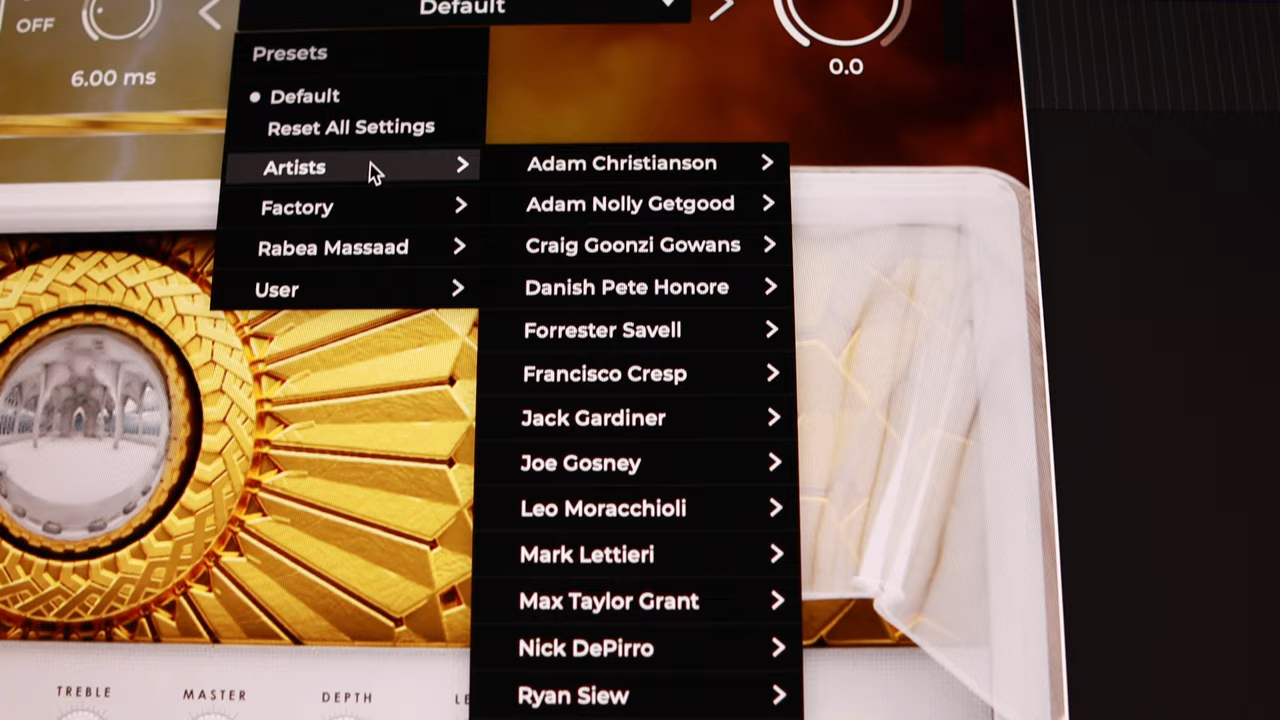 Default
OFF
6.00 ms
0.0
Presets
Default
Reset All Settings
Artists
Factory
Rabea Massaad
User
Adam Christianson
Adam Nolly Getgood
Craig Goonzi Gowans
Danish Pete Honore
Forrester Savell
Francisco Cresp
Jack Gardiner
Joe Gosney
Leo Moracchioli
Mark Lettieri
Max Taylor Grant
Nick DePirro
Ryan Siew
TREBLE
MASTER
DEPTH